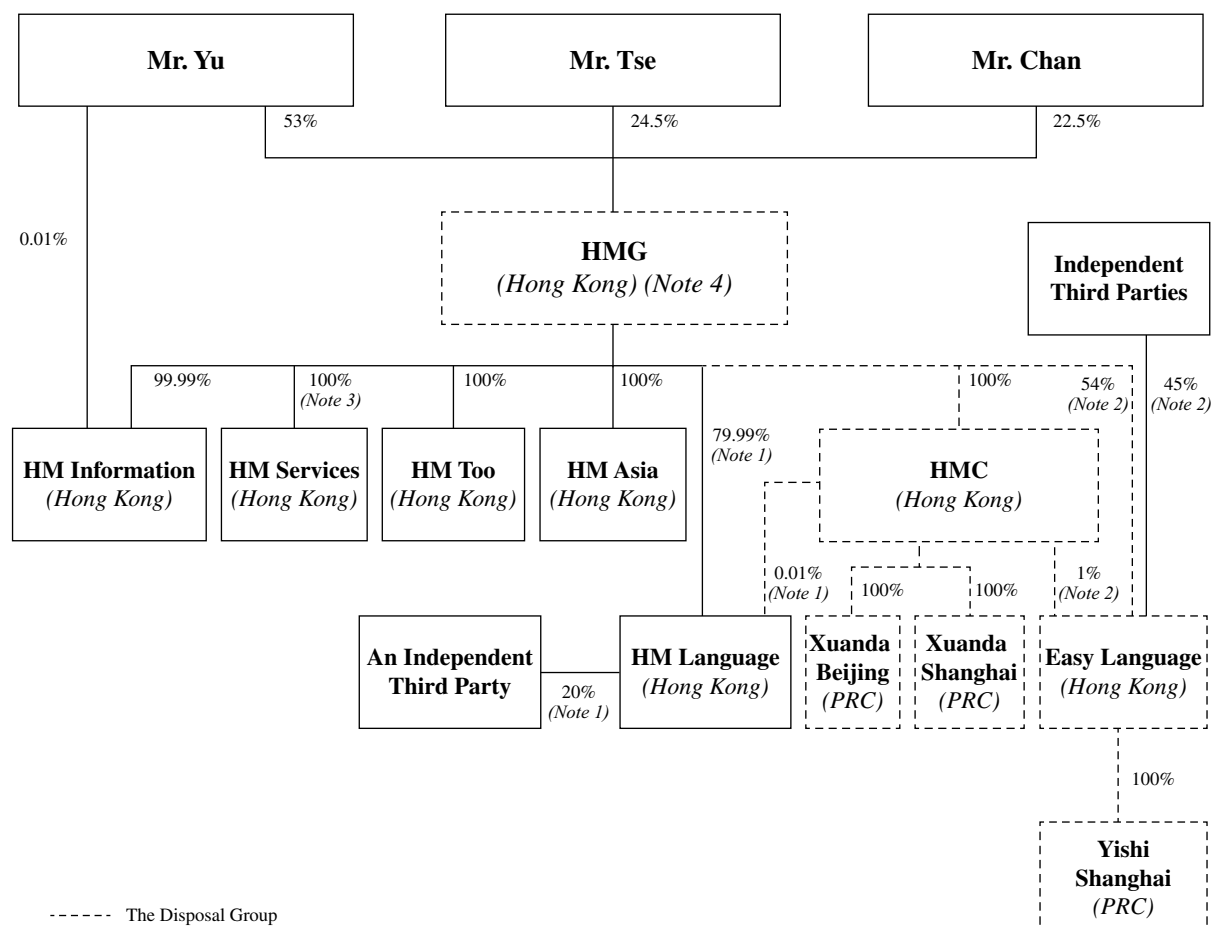 Mr. Yu
Mr. Tse
Mr. Chan
53%
24.5%
22.5%
0.01%
HMG
(Hong Kong) (Note 4)
Independent
Third Parties
99.99%
100%
(Note 3)
100%
100%
79.99%
(Note 1)
100%
54%
(Note 2)
45%
(Note 2)
HM Information
(Hong Kong)
HM Services
(Hong Kong)
HM Too
(Hong Kong)
HM Asia
(Hong Kong)
HMC
(Hong Kong)
0.01%
(Note 1)
100%
100%
1%
(Note 2)
An Independent
Third Party
20%
(Note 1)
HM Language
(Hong Kong)
Xuanda
Beijing
(PRC)
Xuanda
Shanghai
(PRC)
Easy Language
(Hong Kong)
100%
Yishi
Shanghai
(PRC)
The Disposal Group